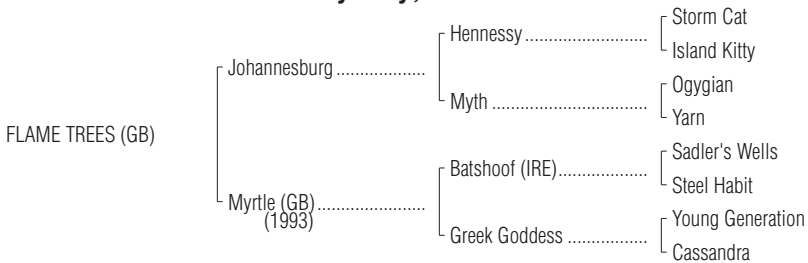 Storm Cat
Hennessy ................................
Island Kitty
Johannesburg ...................
Ogygian
Myth .........................................
Yarn
FLAME TREES (GB)
Sadler's Wells
Batshoof (IRE)........................
Steel Habit
Myrtle (GB)............................
(1993)
Young Generation
Greek Goddess .....................
Cassandra